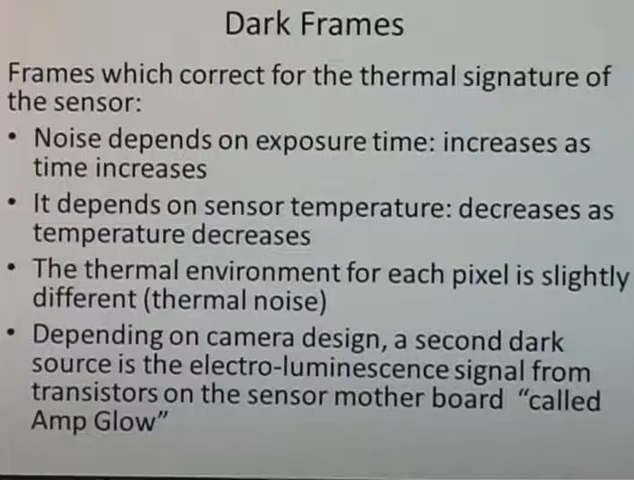 Dark Frames
Frames which correct for the thermal signature of
the sensor:
• Noise depends on exposure time: increases as
time increases
• It depends on sensor temperature: decreases as
temperature decreases
• The thermal environment for each pixel is slightly
different (thermal noise)
• Depending on camera design, a second dark
source is the electro-luminescence signal from
transistors on the sensor mother board "called
Amp Glow"